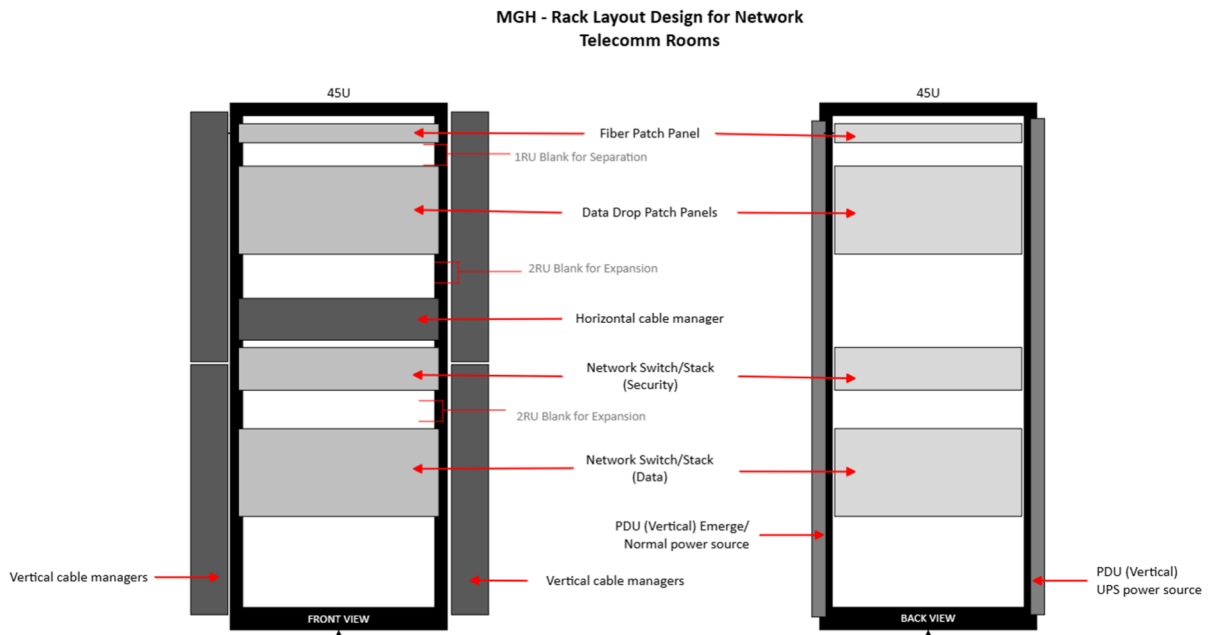 MGH - Rack Layout Design for Network
Telecomm Rooms
45U
45U
Fiber Patch Panel
1RU Blank for Separation
Data Drop Patch Panels
2RU Blank for Expansion
Horizontal cable manager
Network Switch/Stack
(Security)
2RU Blank for Expansion
Network Switch/Stack
(Data)
PDU (Vertical) Emerge/
Normal power source
Vertical cable managers
Vertical cable managers
PDU (Vertical)
UPS power source
FRONT VIEW
BACK VIEW